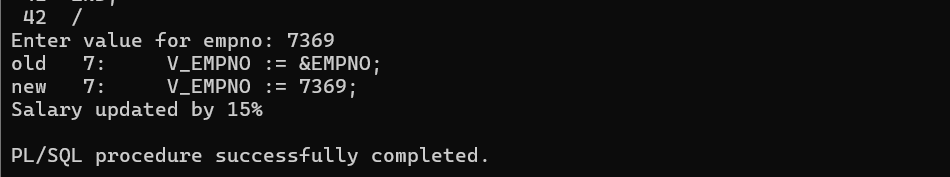 42  /
Enter value for empno: 7369
old   7:     V_EMPNO := &EMPNO;
new   7:     V_EMPNO := 7369;
Salary updated by 15%
PL/SQL procedure successfully completed.